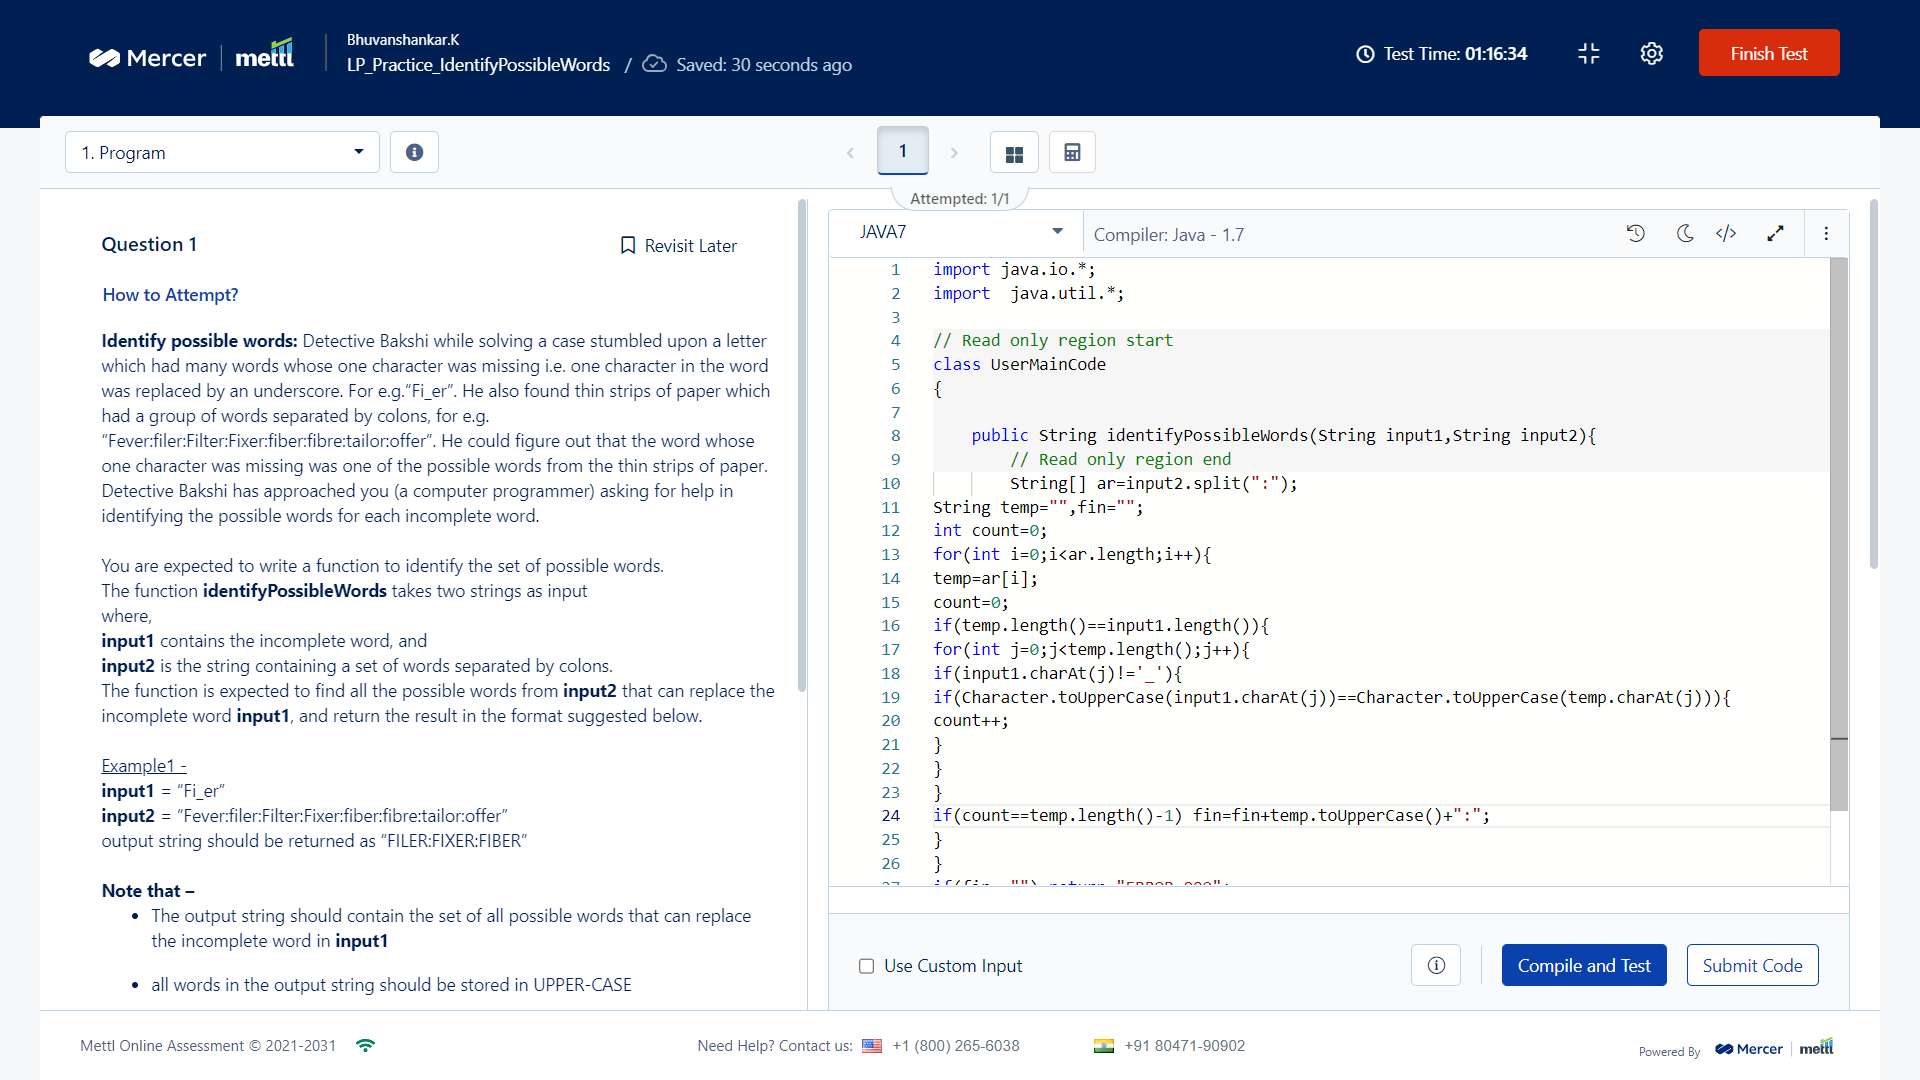 Mercer mettl
Bhuvanshankar.K
LP_Practice_IdentifyPossibleWords / Saved: 30 seconds ago
Test Time: 01:16:34
Finish Test
1. Program
1
Attempted: 1/1
Question 1
Revisit Later
How to Attempt?
Identify possible words: Detective Bakshi while solving a case stumbled upon a letter
which had many words whose one character was missing i.e. one character in the word
was replaced by an underscore. For e.g.“Fi_er”. He also found thin strips of paper which
had a group of words separated by colons, for e.g.
“Fever:filer:Filter:Fixer:fiber:fibre:tailor:offer”. He could figure out that the word whose
one character was missing was one of the possible words from the thin strips of paper.
Detective Bakshi has approached you (a computer programmer) asking for help in
identifying the possible words for each incomplete word.
You are expected to write a function to identify the set of possible words.
The function identifyPossibleWords takes two strings as input
where,
input1 contains the incomplete word, and
input2 is the string containing a set of words separated by colons.
The function is expected to find all the possible words from input2 that can replace the
incomplete word input1, and return the result in the format suggested below.
Example1 -
input1 = “Fi_er”
input2 = “Fever:filer:Filter:Fixer:fiber:fibre:tailor:offer”
output string should be returned as “FILER:FIXER:FIBER”
Note that –
• The output string should contain the set of all possible words that can replace
the incomplete word in input1
• all words in the output string should be stored in UPPER-CASE
JAVA7
Compiler: Java - 1.7
1 import java.io.*;
2 import  java.util.*;
3
4 // Read only region start
5 class UserMainCode
6 {
7
8     public String identifyPossibleWords(String input1,String input2){
9         // Read only region end
10         String[] ar=input2.split(":");
11 String temp="",fin="";
12 int count=0;
13 for(int i=0;i<ar.length;i++){
14 temp=ar[i];
15 count=0;
16 if(temp.length()==input1.length()){
17 for(int j=0;j<temp.length();j++){
18 if(input1.charAt(j)!='_'){
19 if(Character.toUpperCase(input1.charAt(j))==Character.toUpperCase(temp.charAt(j))){
20 count++;
21 }
22 }
23 }
24 if(count==temp.length()-1) fin=fin+temp.toUpperCase()+":";
25 }
26 }
Use Custom Input
Compile and Test
Submit Code
Mettl Online Assessment © 2021-2031
Need Help? Contact us: +1 (800) 265-6038
+91 80471-90902
Powered By Mercer mettl